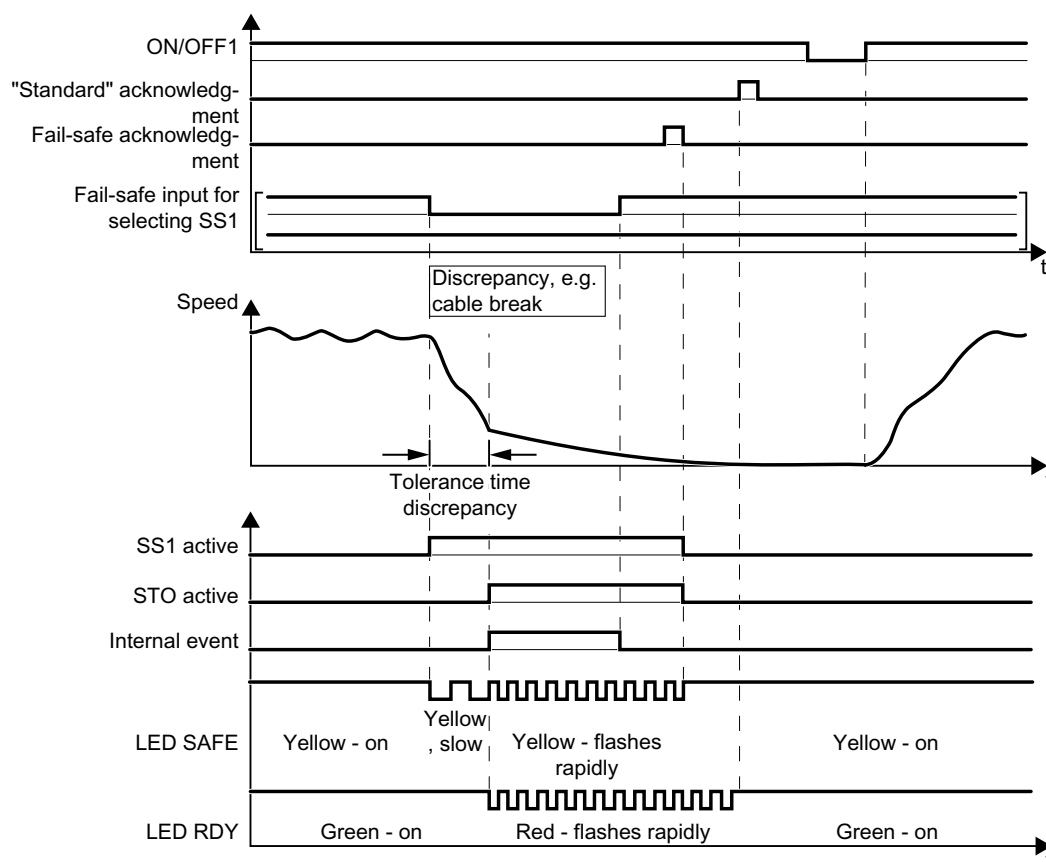 ON/OFF1
"Standard" acknowledg-
ment
Fail-safe acknowledg-
ment
Fail-safe input for
selecting SS1
t
Discrepancy, e.g.
cable break
Speed
Tolerance time
discrepancy
SS1 active
STO active
Internal event
LED SAFE
Yellow - on
Yellow
, slow
Yellow - flashes
rapidly
Yellow - on
LED RDY
Green - on
Red - flashes rapidly
Green - on